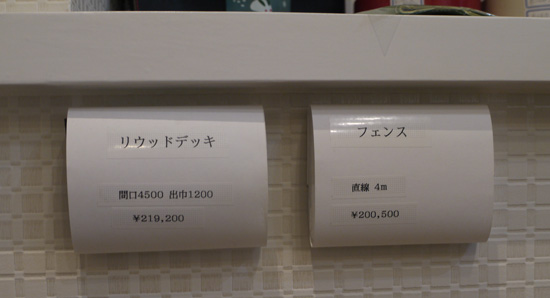 リウッドデッキ
間口4500 出巾1200
¥219,200
フェンス
直線 4m
¥200,500